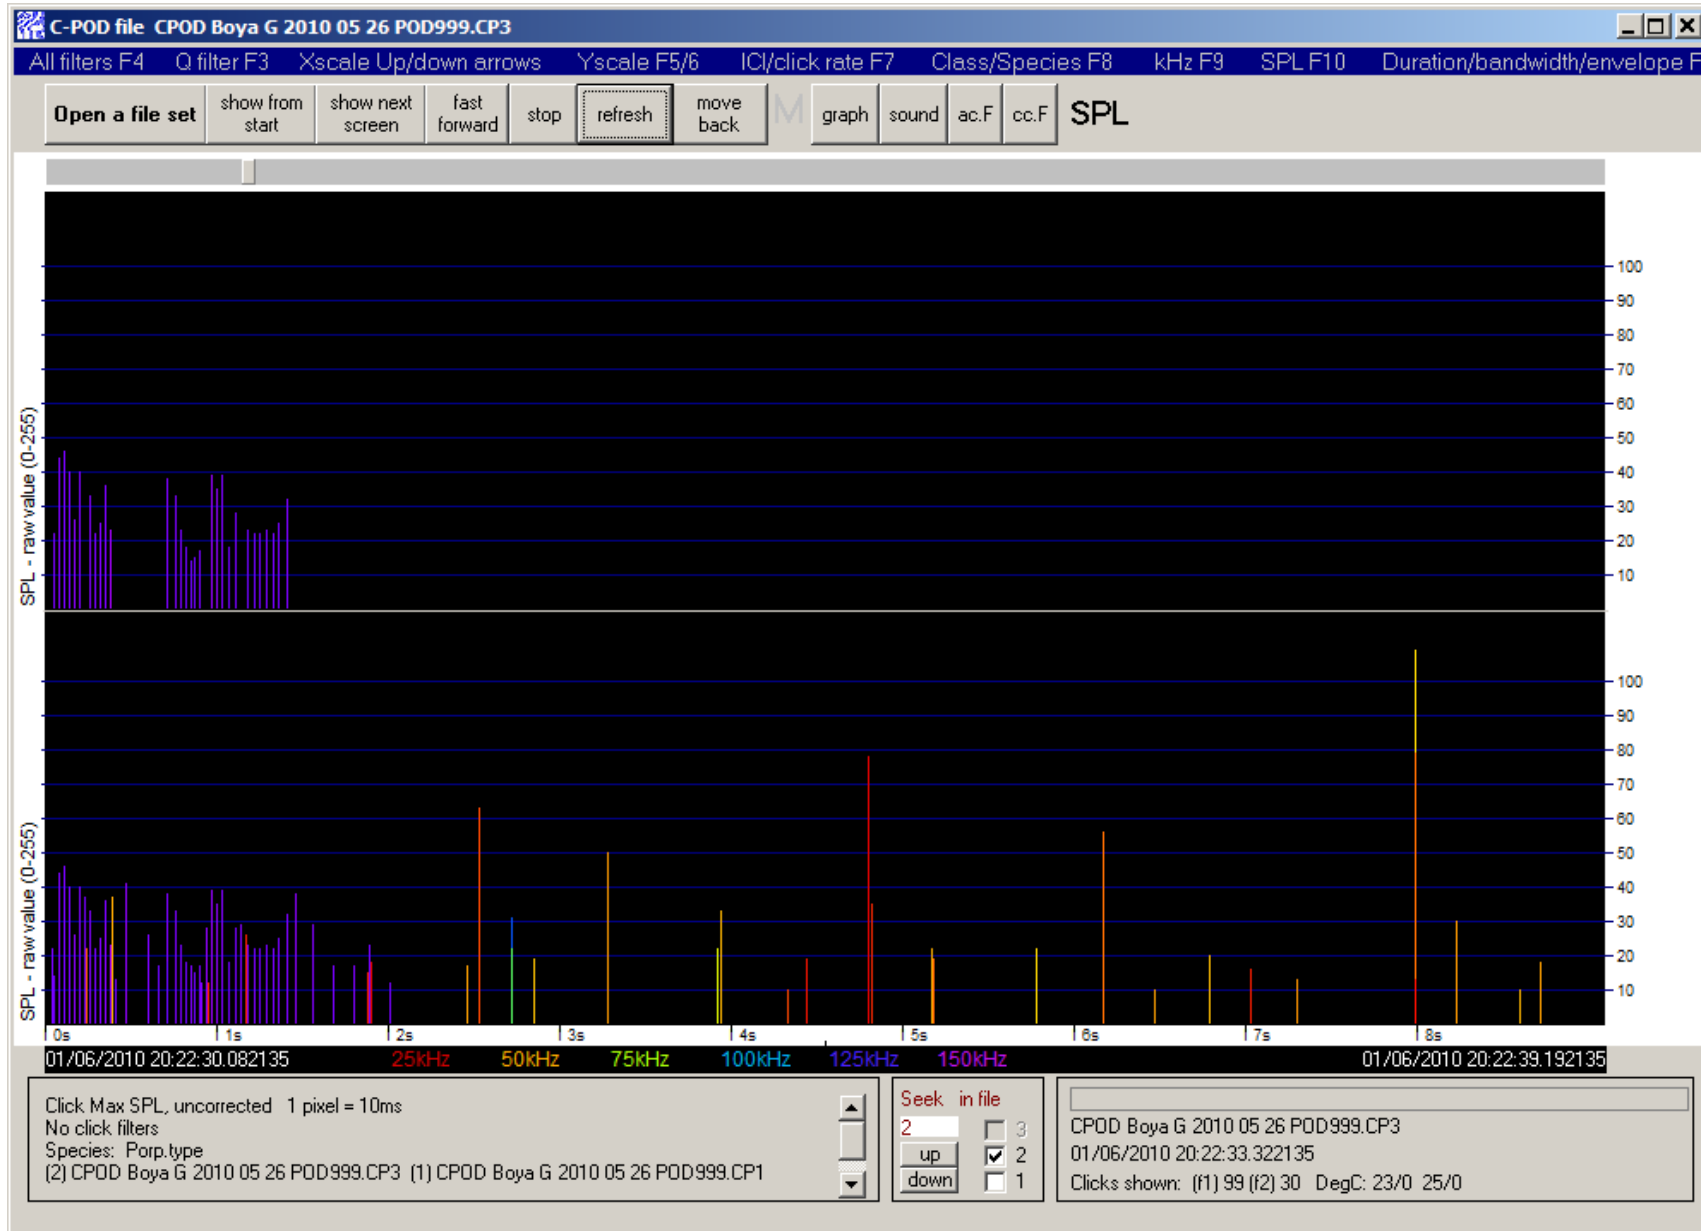 C-POD file CPOD Boya G 2010 05 26 POD999.CP3
All filters F4 Q filter F3 Xscale Up/down arrows Yscale F5/6 ICI/click rate F7 Class/Species F8 kHz F9 SPL F10 Duration/bandwidth/envelope F
Open a file set show from start show next screen fast forward stop refresh move back M graph sound ac.F cc.F SPL
SPL - raw value (0-255)
100
90
80
70
60
50
40
30
20
10
SPL - raw value (0-255)
100
90
80
70
60
50
40
30
20
10
0s 1s 2s 3s 4s 5s 6s 7s 8s
01/06/2010 20:22:30.082135 25kHz 50kHz 75kHz 100kHz 125kHz 150kHz 01/06/2010 20:22:39.192135
Click Max SPL, uncorrected 1 pixel = 10ms
No click filters
Species: Porp.type
(2) CPOD Boya G 2010 05 26 POD999.CP3 (1) CPOD Boya G 2010 05 26 POD999.CP1
Seek in file
2 3
up 2
down 1
CPOD Boya G 2010 05 26 POD999.CP3
01/06/2010 20:22:33.322135
Clicks shown: (f1) 99 (f2) 30 DegC: 23/0 25/0